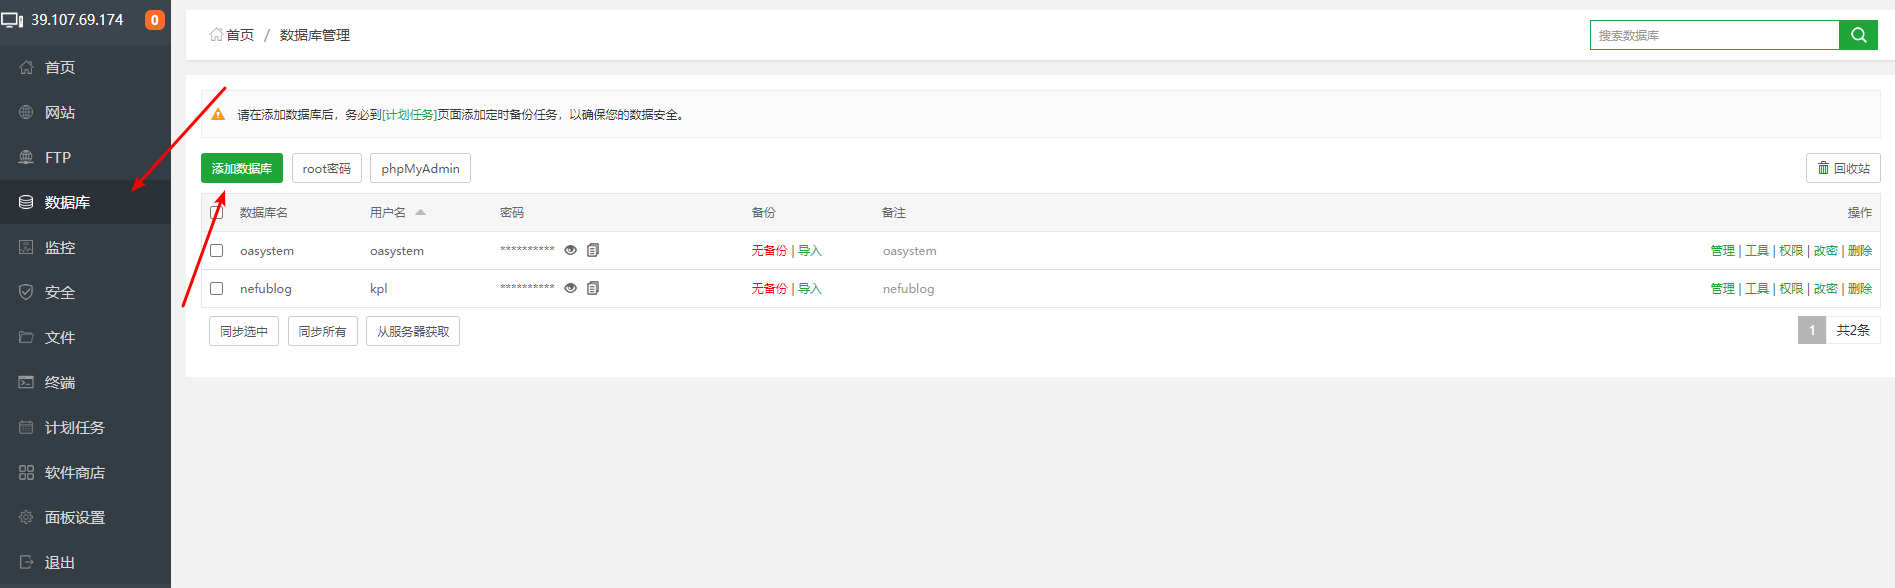 39.107.69.174 0
首页
网站
FTP
数据库
监控
安全
文件
终端
计划任务
软件商店
面板设置
退出
首页 / 数据库管理
搜索数据库
请在添加数据库后，务必到[计划任务]页面添加定时备份任务，以确保您的数据安全。
添加数据库 root密码 phpMyAdmin 回收站
数据库名 用户名 密码 备份 备注 操作
oasystem oasystem ********** 无备份 | 导入 oasystem 管理 | 工具 | 权限 | 改密 | 删除
nefublog kpl ********** 无备份 | 导入 nefublog 管理 | 工具 | 权限 | 改密 | 删除
同步选中 同步所有 从服务器获取 1 共2条